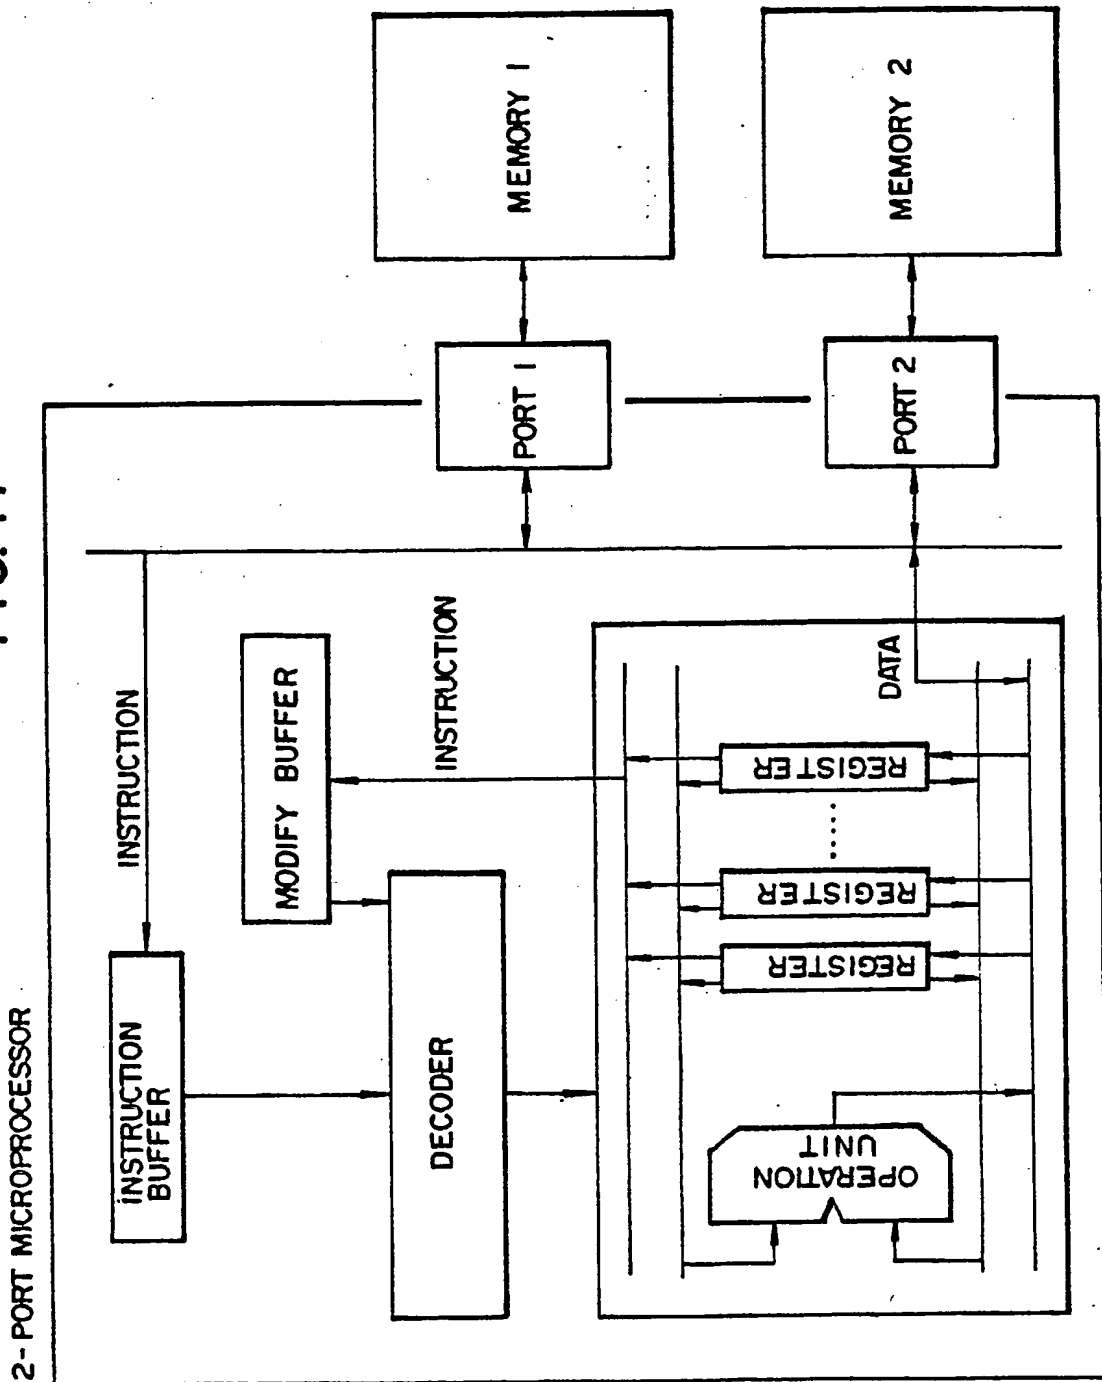 2-PORT MICROPROCESSOR
INSTRUCTION
BUFFER
INSTRUCTION
MODIFY BUFFER
DECODER
INSTRUCTION
OPERATION
UNIT
REGISTER
REGISTER
.....
REGISTER
DATA
PORT 1
PORT 2
MEMORY 1
MEMORY 2